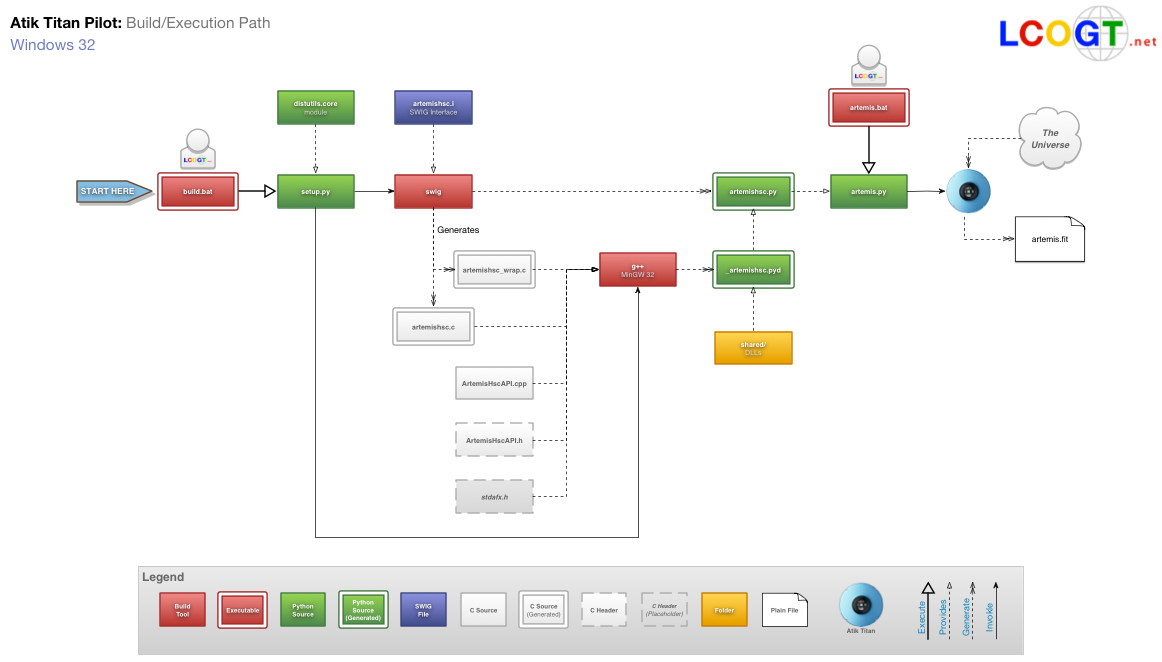 Atik Titan Pilot: Build/Execution Path
Windows 32
LCOGT.net
LCOGT...
artemis.bat
distutils.core
module
artemishsc.i
SWIG Interface
The
Universe
LCOGT...
START HERE
build.bat
setup.py
swig
artemishsc.py
artemis.py
Generates
artemis.fit
artemishsc_wrap.c
g++
MinGW 32
_artemishsc.pyd
artemishsc.c
shared/
DLLs
ArtemisHscAPI.cpp
ArtemisHscAPI.h
stdafx.h
Legend
Build
Tool
Executable
Python
Source
Python
Source
(Generated)
SWIG
File
C Source
C Source
(Generated)
C Header
C Header
(Placeholder)
Folder
Plain File
Atik Titan
Execute
Provides
Generate
Invokle